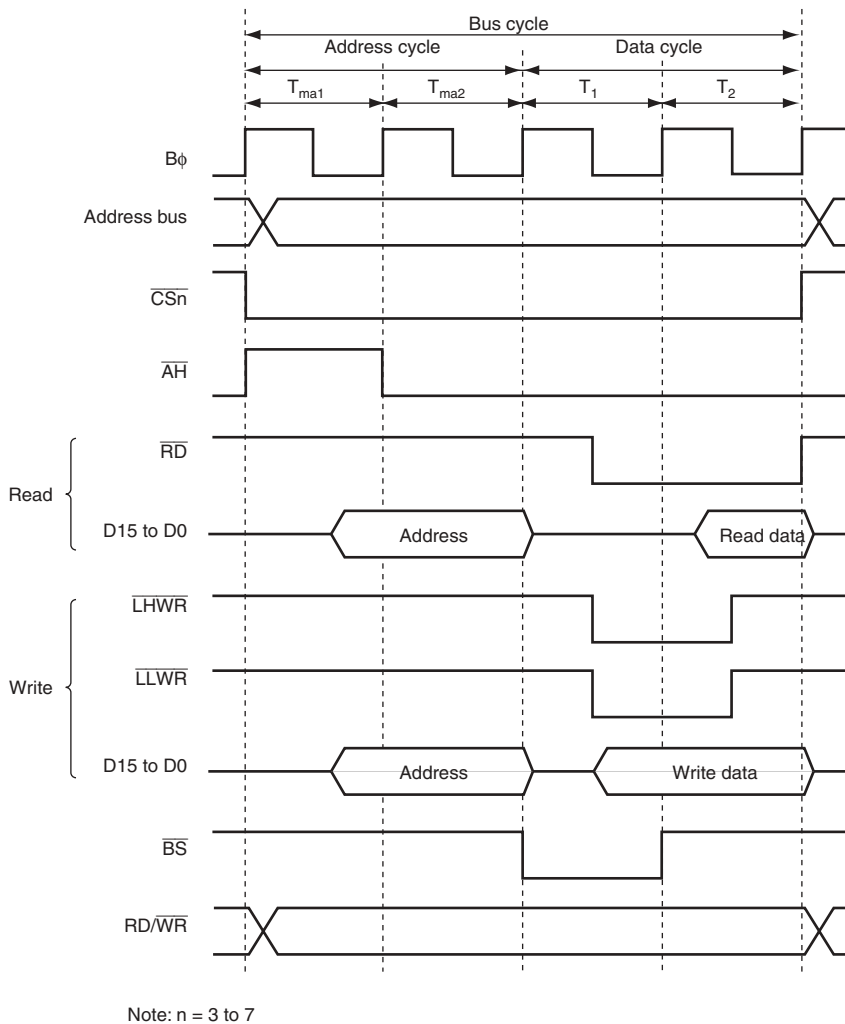 Bus cycle
Address cycle Data cycle
Tma1 Tma2 T1 T2
Bϕ
Address bus
CSn
AH
RD
Read
D15 to D0 Address Read data
LHWR
LLWR
Write
D15 to D0 Address Write data
BS
RD/WR
Note: n = 3 to 7